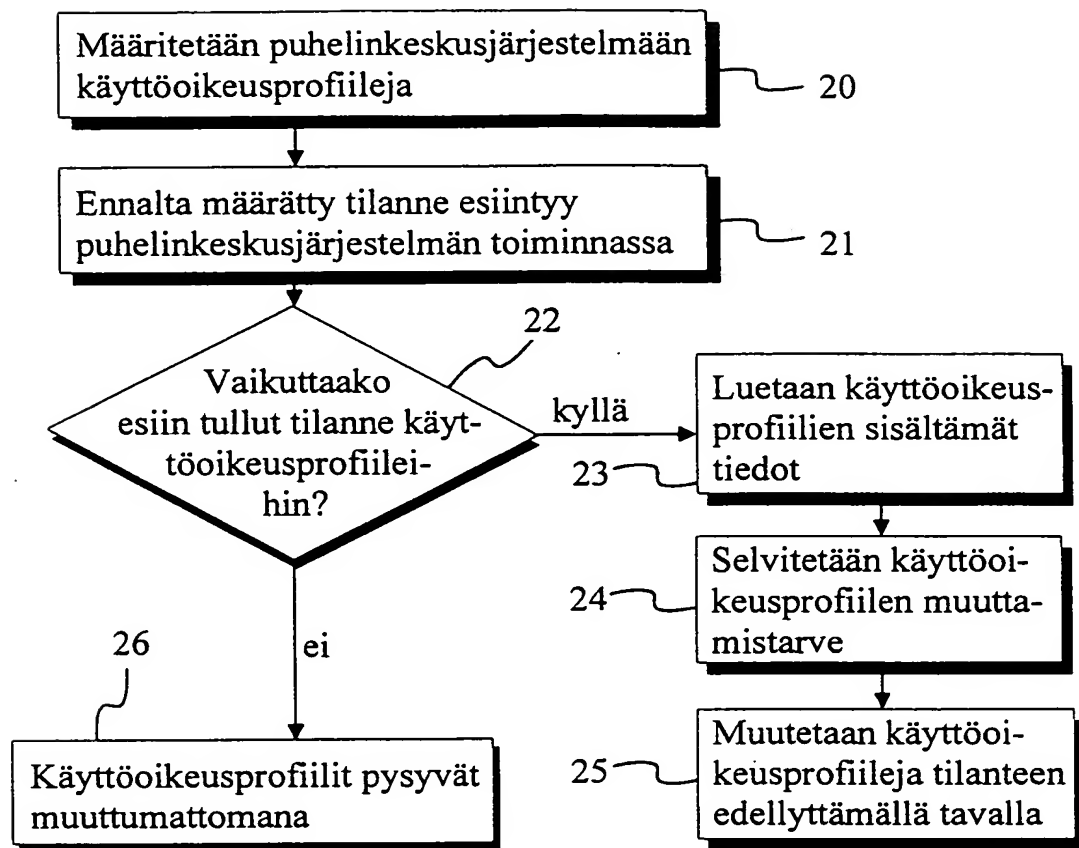 Määritetään puhelinkeskusjärjestelmään
käyttöoikeusprofiileja
20
Ennalta määrätty tilanne esiintyy
puhelinkeskusjärjestelmän toiminnassa
21
22
Vaikuttaako
esiin tullut tilanne käyt-
töoikeusprofiilei-
hin?
kyllä
Luetaan käyttöoikeus-
profiilien sisältämät
tiedot
23
Selvitetään käyttöoi-
keusprofiilen muutta-
mistarve
24
Muutetaan käyttöoi-
keusprofiileja tilanteen
edellyttämällä tavalla
25
ei
26
Käyttöoikeusprofiilit pysyvät
muuttumattomana